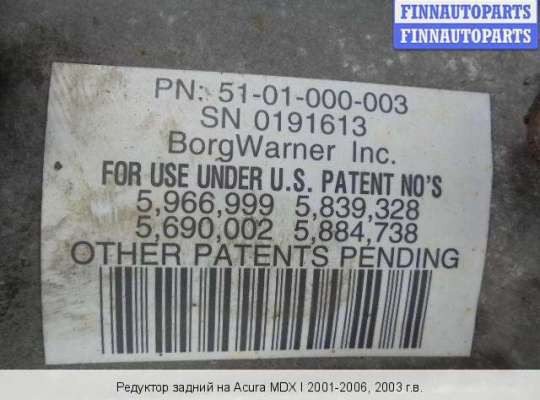 FINNAUTOPARTS
FINNAUTOPARTS
PN: 51-01-000-003
SN 0191613
BorgWarner Inc.
FOR USE UNDER U.S. PATENT NO'S
5,966,999 5,839,328
5,690,002 5,884,738
OTHER PATENTS PENDING
Редуктор задний на Acura MDX I 2001-2006, 2003 г.в.